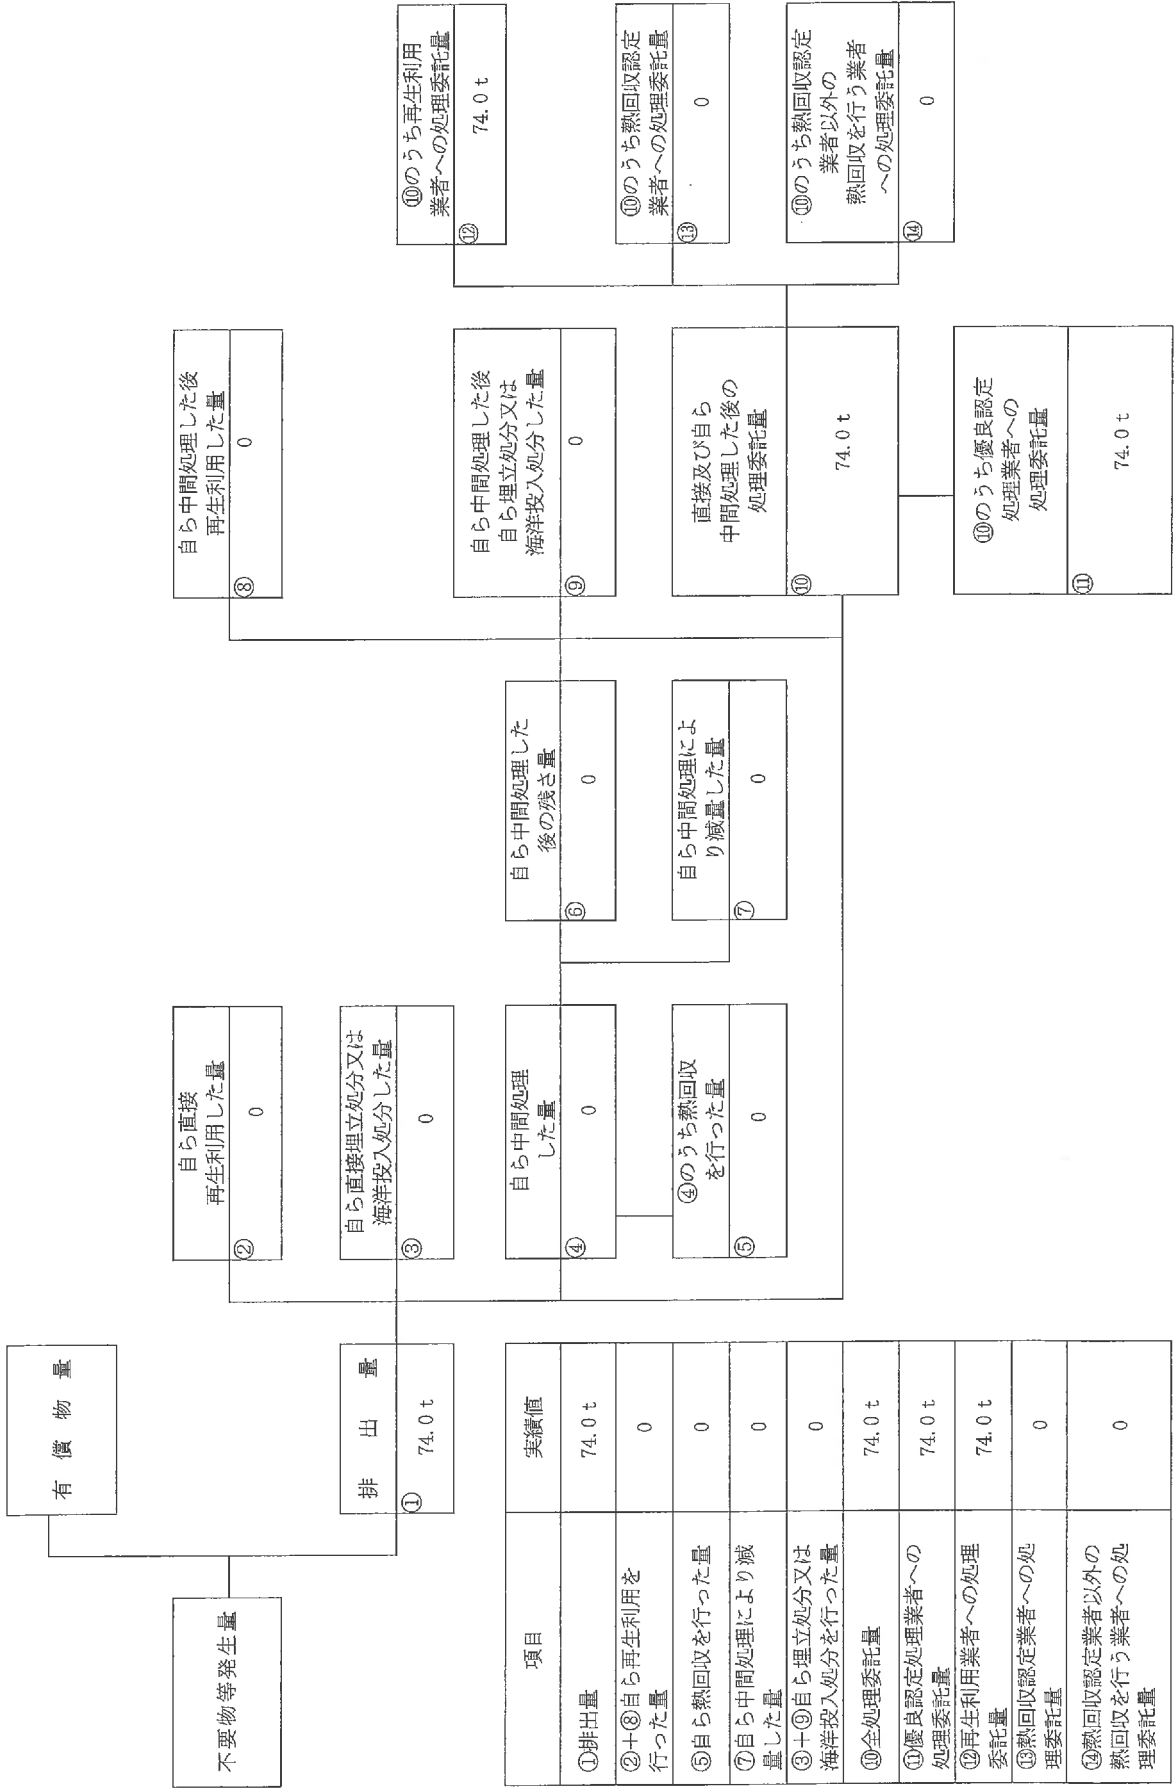 有償物量
不要物等発生量
排出量
① 74.0 t
自ら直接
再生利用した量
② 0
自ら直接埋立処分又は
海洋投入処分した量
③ 0
自ら中間処理
した量
④ 0
④のうち熱回収
を行った量
⑤ 0
自ら中間処理した
後の残さ量
⑥ 0
自ら中間処理によ
り減量した量
⑦ 0
自ら中間処理した後
再生利用した量
⑧ 0
自ら中間処理した後
自ら埋立処分又は
海洋投入処分した量
⑨ 0
直接及び自ら
中間処理した後の
処理委託量
⑩ 74.0 t
⑩のうち優良認定
処理業者への
処理委託量
⑪ 74.0 t
⑩のうち再生利用
業者への処理委託量
⑫ 74.0 t
⑩のうち熱回収認定
業者への処理委託量
⑬ 0
⑩のうち熱回収認定
業者以外の
熱回収を行う業者
への処理委託量
⑭ 0
項目 実績値
①排出量 74.0 t
②＋⑧自ら再生利用を
行った量 0
⑤自ら熱回収を行った量 0
⑦自ら中間処理により減
量した量 0
③＋⑨自ら埋立処分又は
海洋投入処分を行った量 0
⑩全処理委託量 74.0 t
⑪優良認定処理業者への
処理委託量 74.0 t
⑫再生利用業者への処理
委託量 74.0 t
⑬熱回収認定業者への処
理委託量 0
⑭熱回収認定業者以外の
熱回収を行う業者への処
理委託量 0